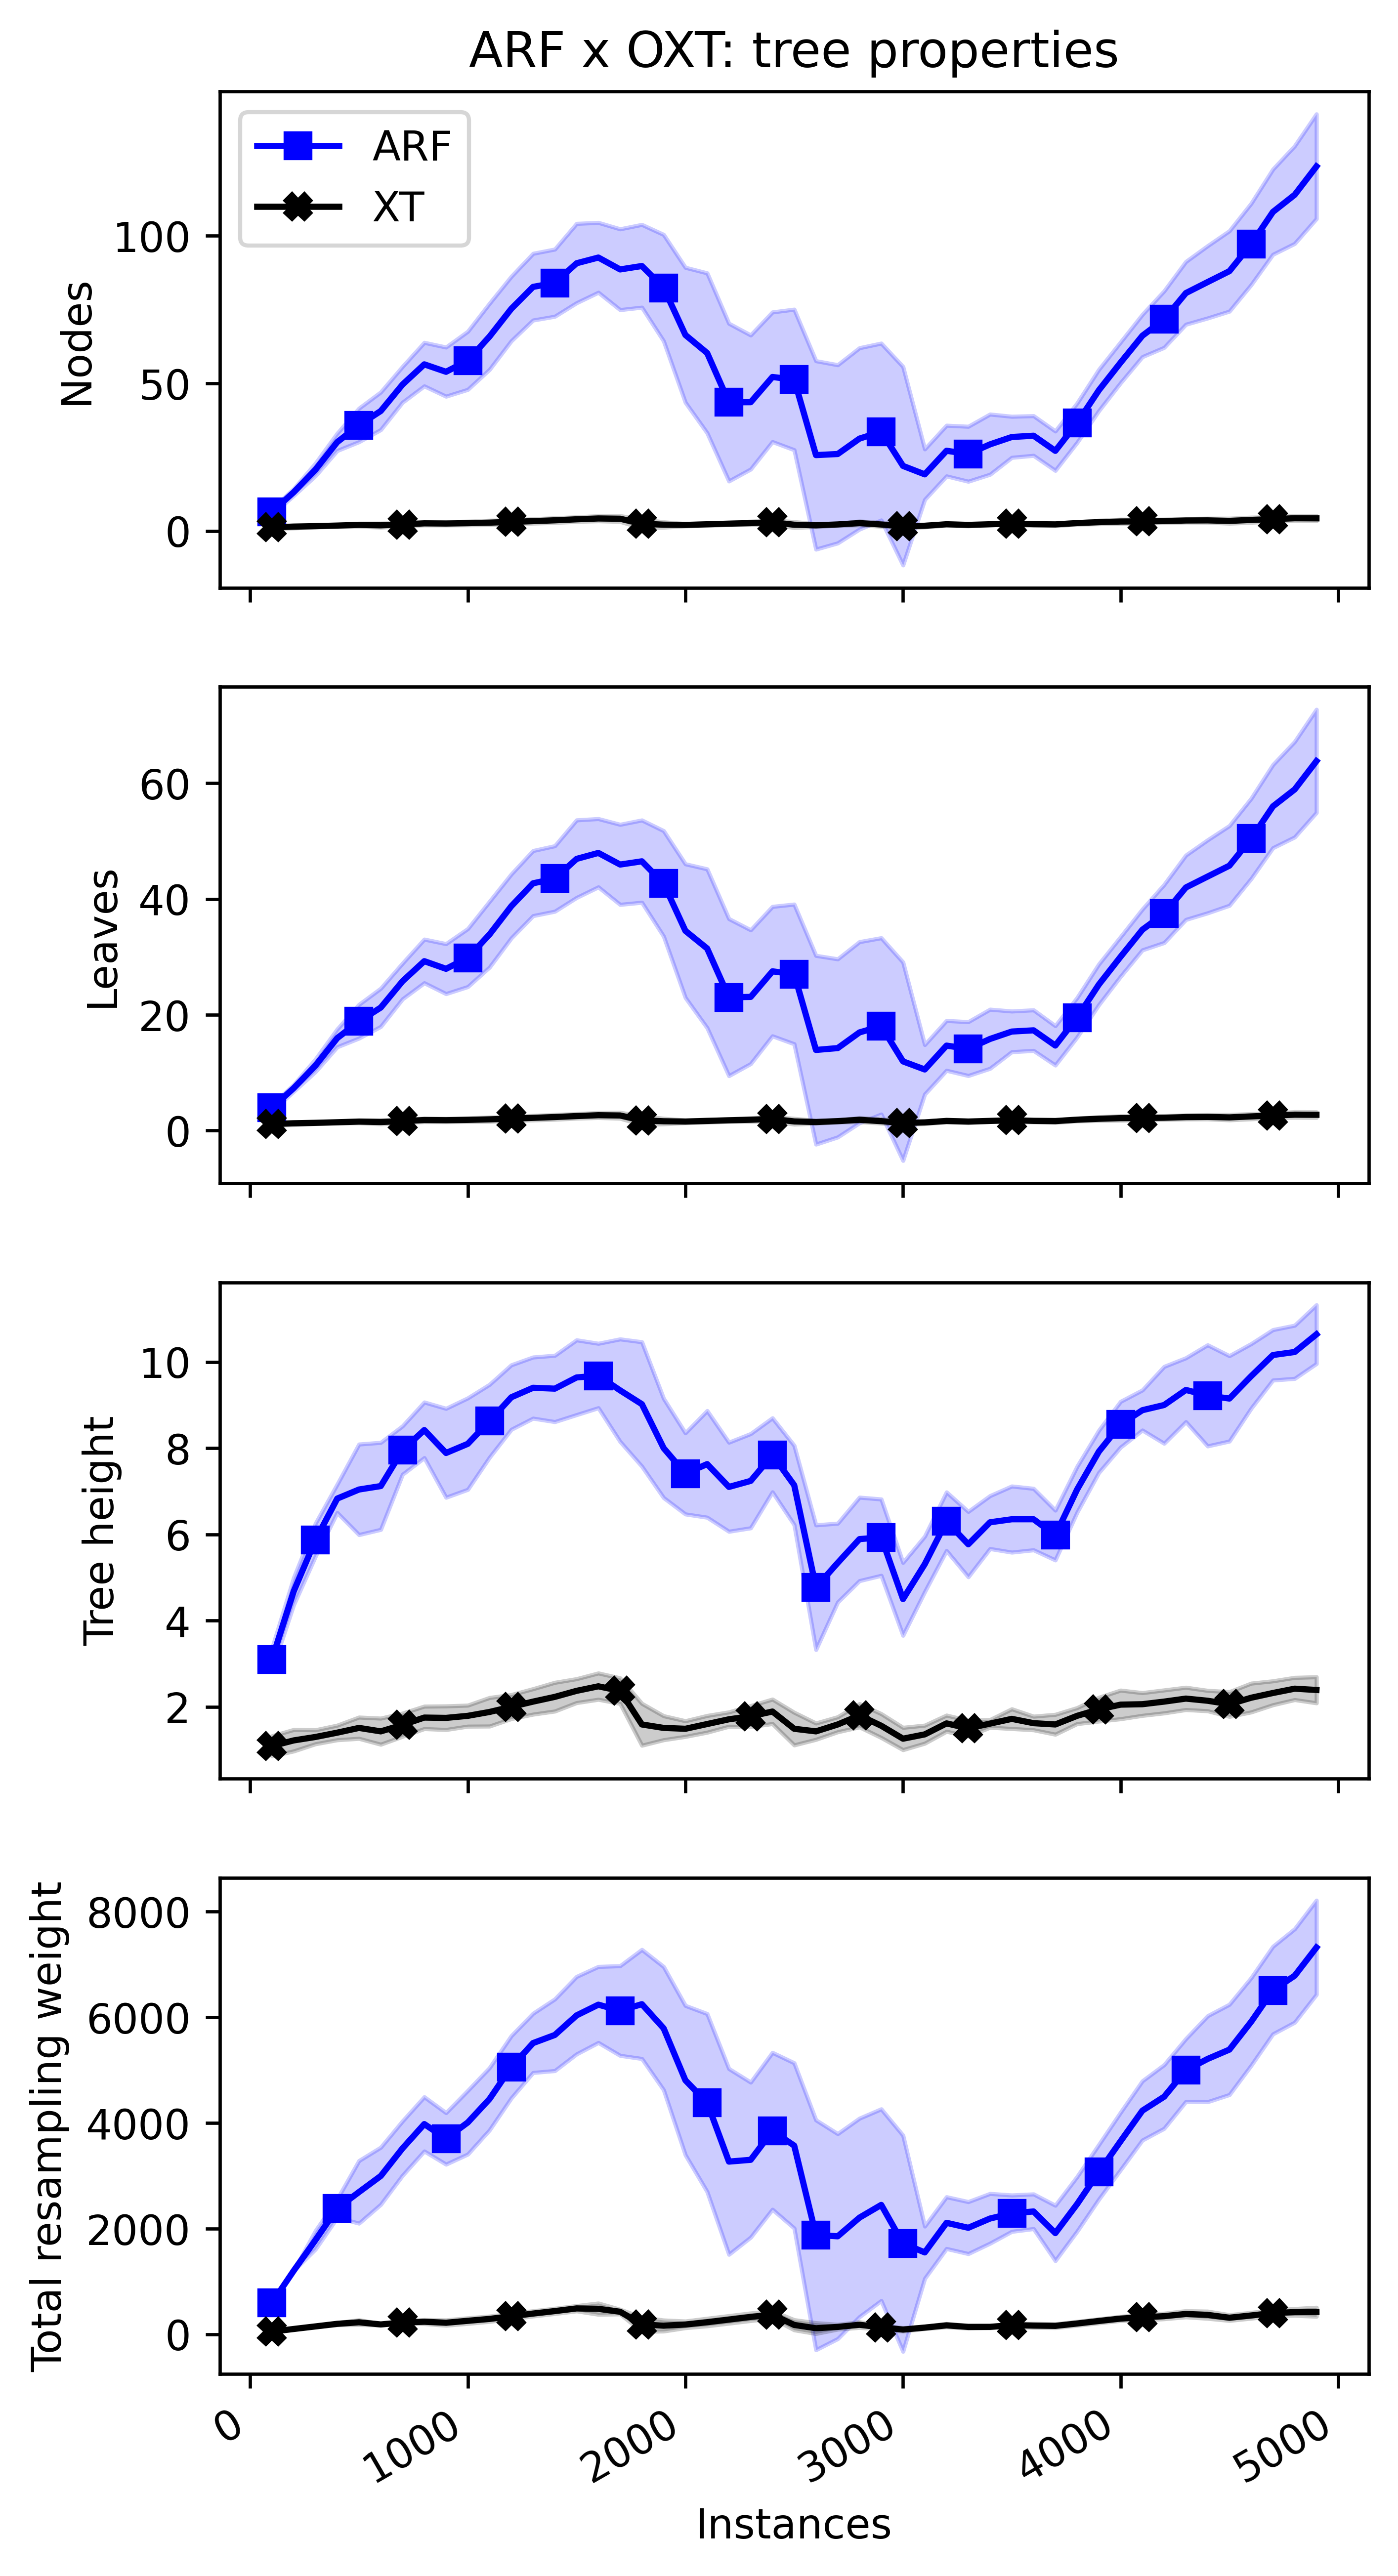 ARF x OXT: tree properties
ARF
XT
Nodes
100
50
0
Leaves
60
40
20
0
Tree height
10
8
6
4
2
Total resampling weight
8000
6000
4000
2000
0
0 1000 2000 3000 4000 5000
Instances